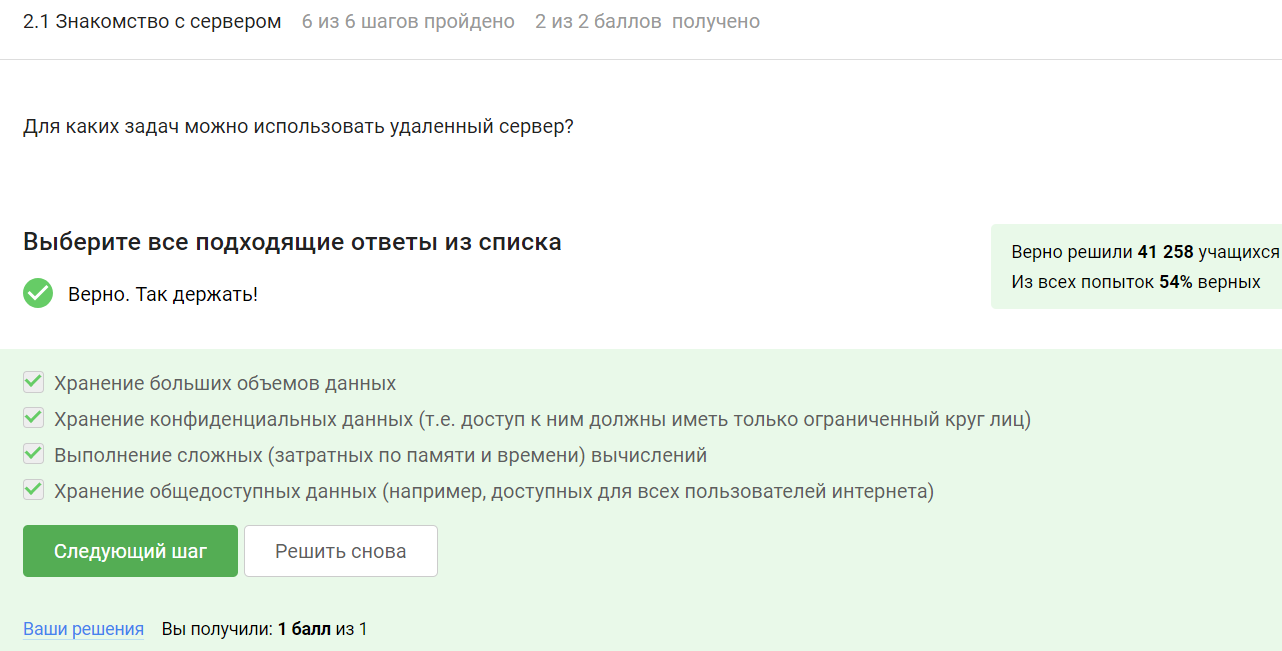 2.1 Знакомство с сервером 6 из 6 шагов пройдено 2 из 2 баллов получено
Для каких задач можно использовать удаленный сервер?
Выберите все подходящие ответы из списка
Верно. Так держать!
Верно решили 41 258 учащихся
Из всех попыток 54% верных
Хранение больших объемов данных
Хранение конфиденциальных данных (т.е. доступ к ним должны иметь только ограниченный круг лиц)
Выполнение сложных (затратных по памяти и времени) вычислений
Хранение общедоступных данных (например, доступных для всех пользователей интернета)
Следующий шаг Решить снова
Ваши решения Вы получили: 1 балл из 1